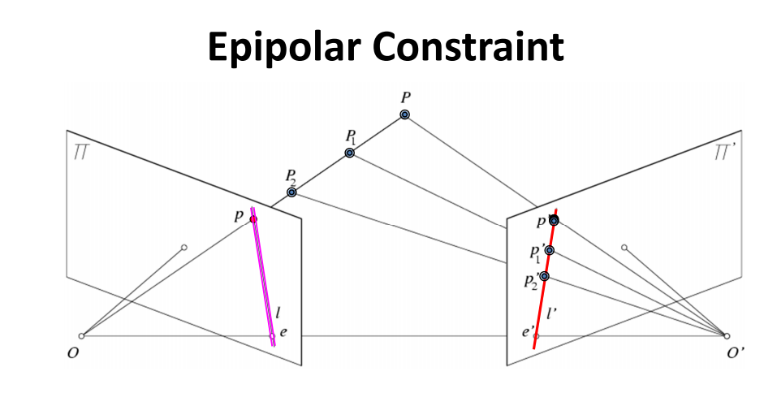 Epipolar Constraint
P
P₁
P₂
Π
Π'
p
p'
p₁'
p₂'
l
l'
e
e'
O
O'